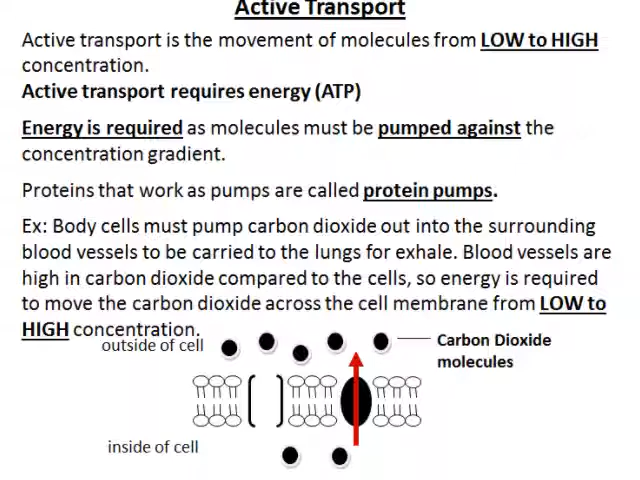 Active Transport
Active transport is the movement of molecules from LOW to HIGH
concentration.
Active transport requires energy (ATP)
Energy is required as molecules must be pumped against the
concentration gradient.
Proteins that work as pumps are called protein pumps.
Ex: Body cells must pump carbon dioxide out into the surrounding
blood vessels to be carried to the lungs for exhale. Blood vessels are
high in carbon dioxide compared to the cells, so energy is required
to move the carbon dioxide across the cell membrane from LOW to
HIGH concentration.
outside of cell
Carbon Dioxide
molecules
inside of cell